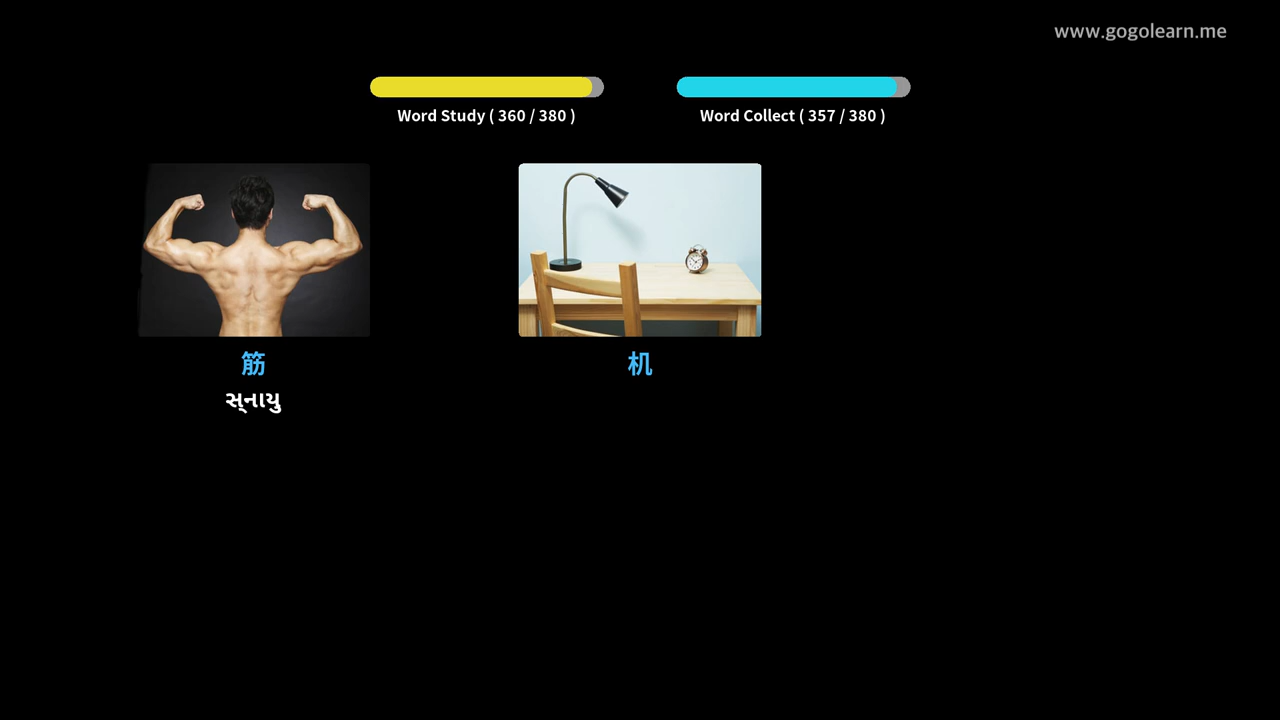 www.gogolearn.me
Word Study ( 360 / 380 )
Word Collect ( 357 / 380 )
筋
સ્નાયુ
机